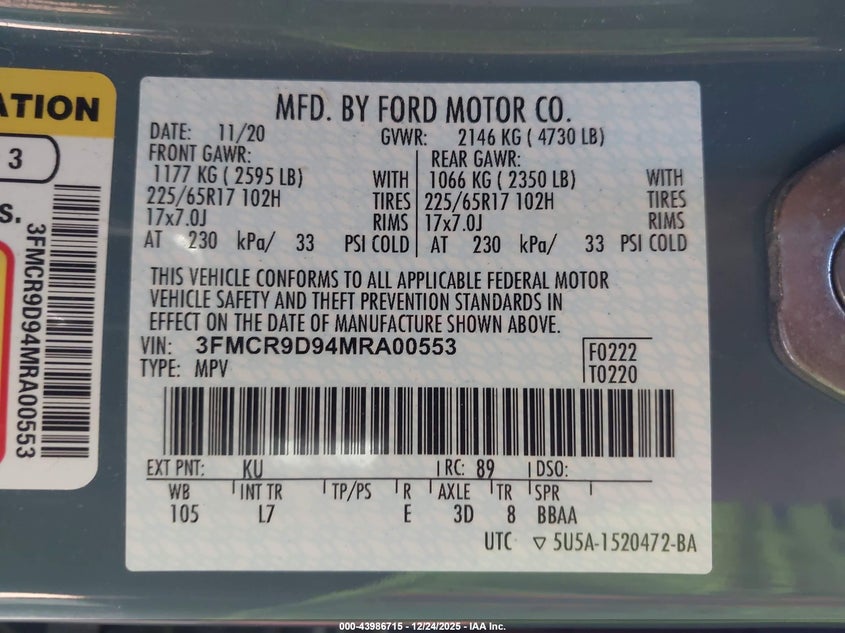 ATION
3
s.
3FMCR9D94MRA00553
MFD. BY FORD MOTOR CO.
DATE: 11/20 GVWR: 2146 KG ( 4730 LB)
FRONT GAWR: REAR GAWR:
1177 KG ( 2595 LB) WITH 1066 KG ( 2350 LB) WITH
225/65R17 102H TIRES 225/65R17 102H TIRES
17x7.0J RIMS 17x7.0J RIMS
AT 230 kPa/ 33 PSI COLD AT 230 kPa/ 33 PSI COLD
THIS VEHICLE CONFORMS TO ALL APPLICABLE FEDERAL MOTOR
VEHICLE SAFETY AND THEFT PREVENTION STANDARDS IN
EFFECT ON THE DATE OF MANUFACTURE SHOWN ABOVE.
VIN: 3FMCR9D94MRA00553 F0222
TYPE: MPV T0220
EXT PNT: KU RC: 89 DSO:
WB INT TR TP/PS R AXLE TR SPR
105 L7 E 3D 8 BBAA
UTC ▽ 5U5A-1520472-BA
000-43986715 - 12/24/2025 - IAA Inc.